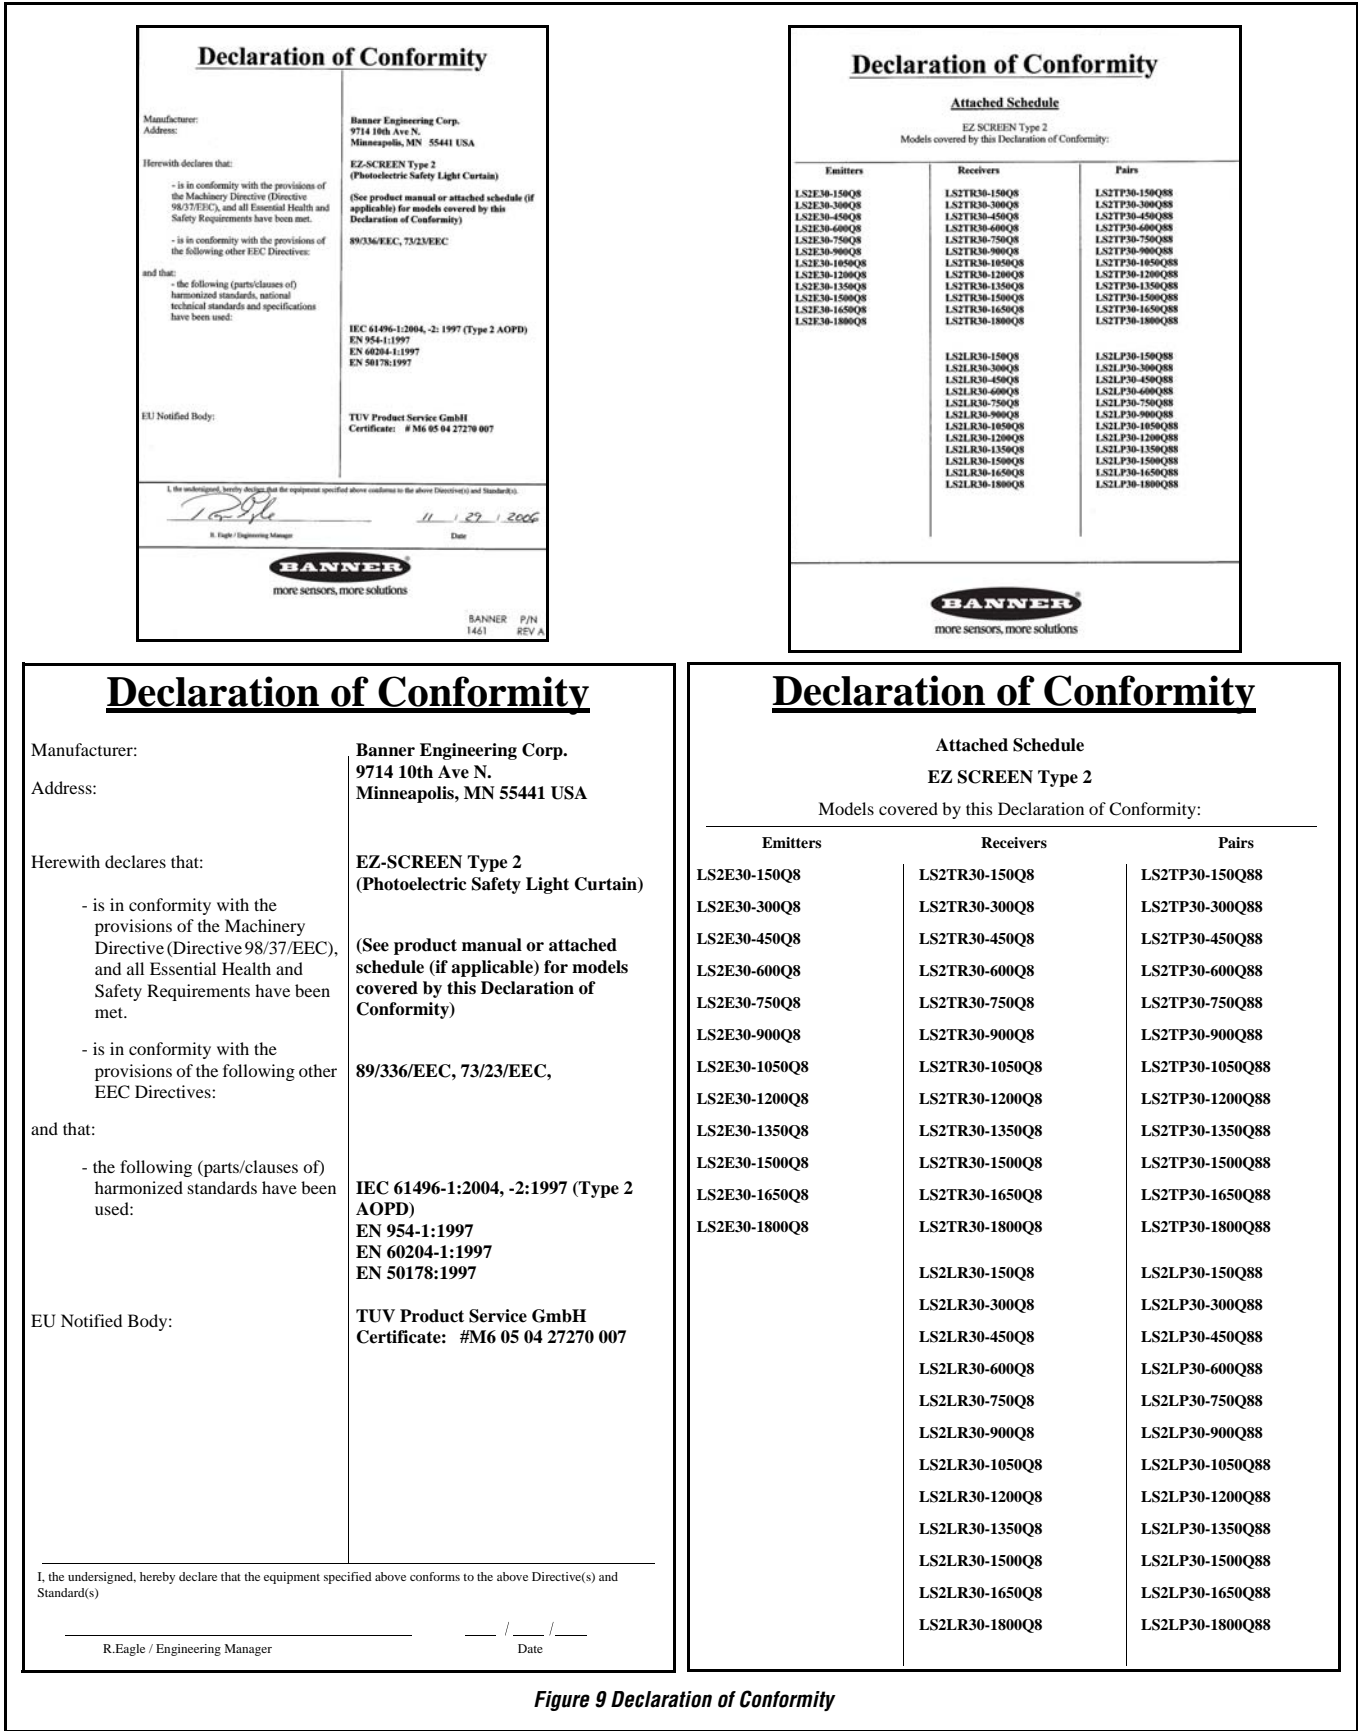 Declaration of Conformity
Manufacturer:
Address:
Banner Engineering Corp.
9714 10th Ave N.
Minneapolis, MN 55441 USA
Herewith declares that:
EZ-SCREEN Type 2
(Photoelectric Safety Light Curtain)
- is in conformity with the provisions of
the Machinery Directive (Directive
98/37/EEC), and all Essential Health and
Safety Requirements have been met.
(See product manual or attached schedule (if
applicable) for models covered by this
Declaration of Conformity)
- is in conformity with the provisions of
the following other EEC Directives:
89/336/EEC, 73/23/EEC
and that:
- the following (parts/clauses of)
harmonized standards, national
technical standards and specifications
have been used:
IEC 61496-1:2004, -2: 1997 (Type 2 AOPD)
EN 954-1:1997
EN 60204-1:1997
EN 50178:1997
EU Notified Body:
TUV Product Service GmbH
Certificate: # M6 05 04 27270 007
I, the undersigned, hereby declare that the equipment specified above conforms to the above Directive(s) and Standard(s).
11 / 29 / 2006
R. Eagle / Engineering Manager Date
BANNER®
more sensors, more solutions
BANNER P/N
1461 REV A
Declaration of Conformity
Attached Schedule
EZ SCREEN Type 2
Models covered by this Declaration of Conformity:
Emitters Receivers Pairs
LS2E30-150Q8 LS2TR30-150Q8 LS2TP30-150Q88
LS2E30-300Q8 LS2TR30-300Q8 LS2TP30-300Q88
LS2E30-450Q8 LS2TR30-450Q8 LS2TP30-450Q88
LS2E30-600Q8 LS2TR30-600Q8 LS2TP30-600Q88
LS2E30-750Q8 LS2TR30-750Q8 LS2TP30-750Q88
LS2E30-900Q8 LS2TR30-900Q8 LS2TP30-900Q88
LS2E30-1050Q8 LS2TR30-1050Q8 LS2TP30-1050Q88
LS2E30-1200Q8 LS2TR30-1200Q8 LS2TP30-1200Q88
LS2E30-1350Q8 LS2TR30-1350Q8 LS2TP30-1350Q88
LS2E30-1500Q8 LS2TR30-1500Q8 LS2TP30-1500Q88
LS2E30-1650Q8 LS2TR30-1650Q8 LS2TP30-1650Q88
LS2E30-1800Q8 LS2TR30-1800Q8 LS2TP30-1800Q88
LS2LR30-150Q8 LS2LP30-150Q88
LS2LR30-300Q8 LS2LP30-300Q88
LS2LR30-450Q8 LS2LP30-450Q88
LS2LR30-600Q8 LS2LP30-600Q88
LS2LR30-750Q8 LS2LP30-750Q88
LS2LR30-900Q8 LS2LP30-900Q88
LS2LR30-1050Q8 LS2LP30-1050Q88
LS2LR30-1200Q8 LS2LP30-1200Q88
LS2LR30-1350Q8 LS2LP30-1350Q88
LS2LR30-1500Q8 LS2LP30-1500Q88
LS2LR30-1650Q8 LS2LP30-1650Q88
LS2LR30-1800Q8 LS2LP30-1800Q88
BANNER®
more sensors, more solutions
Declaration of Conformity
Manufacturer:
Address:
Banner Engineering Corp.
9714 10th Ave N.
Minneapolis, MN 55441 USA
Herewith declares that:
EZ-SCREEN Type 2
(Photoelectric Safety Light Curtain)
- is in conformity with the
provisions of the Machinery
Directive (Directive 98/37/EEC),
and all Essential Health and
Safety Requirements have been
met.
(See product manual or attached
schedule (if applicable) for models
covered by this Declaration of
Conformity)
- is in conformity with the
provisions of the following other
EEC Directives:
89/336/EEC, 73/23/EEC,
and that:
- the following (parts/clauses of)
harmonized standards have been
used:
IEC 61496-1:2004, -2:1997 (Type 2
AOPD)
EN 954-1:1997
EN 60204-1:1997
EN 50178:1997
EU Notified Body:
TUV Product Service GmbH
Certificate: #M6 05 04 27270 007
I, the undersigned, hereby declare that the equipment specified above conforms to the above Directive(s) and
Standard(s)
___ / ___ / ___
R.Eagle / Engineering Manager Date
Declaration of Conformity
Attached Schedule
EZ SCREEN Type 2
Models covered by this Declaration of Conformity:
Emitters Receivers Pairs
LS2E30-150Q8 LS2TR30-150Q8 LS2TP30-150Q88
LS2E30-300Q8 LS2TR30-300Q8 LS2TP30-300Q88
LS2E30-450Q8 LS2TR30-450Q8 LS2TP30-450Q88
LS2E30-600Q8 LS2TR30-600Q8 LS2TP30-600Q88
LS2E30-750Q8 LS2TR30-750Q8 LS2TP30-750Q88
LS2E30-900Q8 LS2TR30-900Q8 LS2TP30-900Q88
LS2E30-1050Q8 LS2TR30-1050Q8 LS2TP30-1050Q88
LS2E30-1200Q8 LS2TR30-1200Q8 LS2TP30-1200Q88
LS2E30-1350Q8 LS2TR30-1350Q8 LS2TP30-1350Q88
LS2E30-1500Q8 LS2TR30-1500Q8 LS2TP30-1500Q88
LS2E30-1650Q8 LS2TR30-1650Q8 LS2TP30-1650Q88
LS2E30-1800Q8 LS2TR30-1800Q8 LS2TP30-1800Q88
LS2LR30-150Q8 LS2LP30-150Q88
LS2LR30-300Q8 LS2LP30-300Q88
LS2LR30-450Q8 LS2LP30-450Q88
LS2LR30-600Q8 LS2LP30-600Q88
LS2LR30-750Q8 LS2LP30-750Q88
LS2LR30-900Q8 LS2LP30-900Q88
LS2LR30-1050Q8 LS2LP30-1050Q88
LS2LR30-1200Q8 LS2LP30-1200Q88
LS2LR30-1350Q8 LS2LP30-1350Q88
LS2LR30-1500Q8 LS2LP30-1500Q88
LS2LR30-1650Q8 LS2LP30-1650Q88
LS2LR30-1800Q8 LS2LP30-1800Q88
Figure 9 Declaration of Conformity